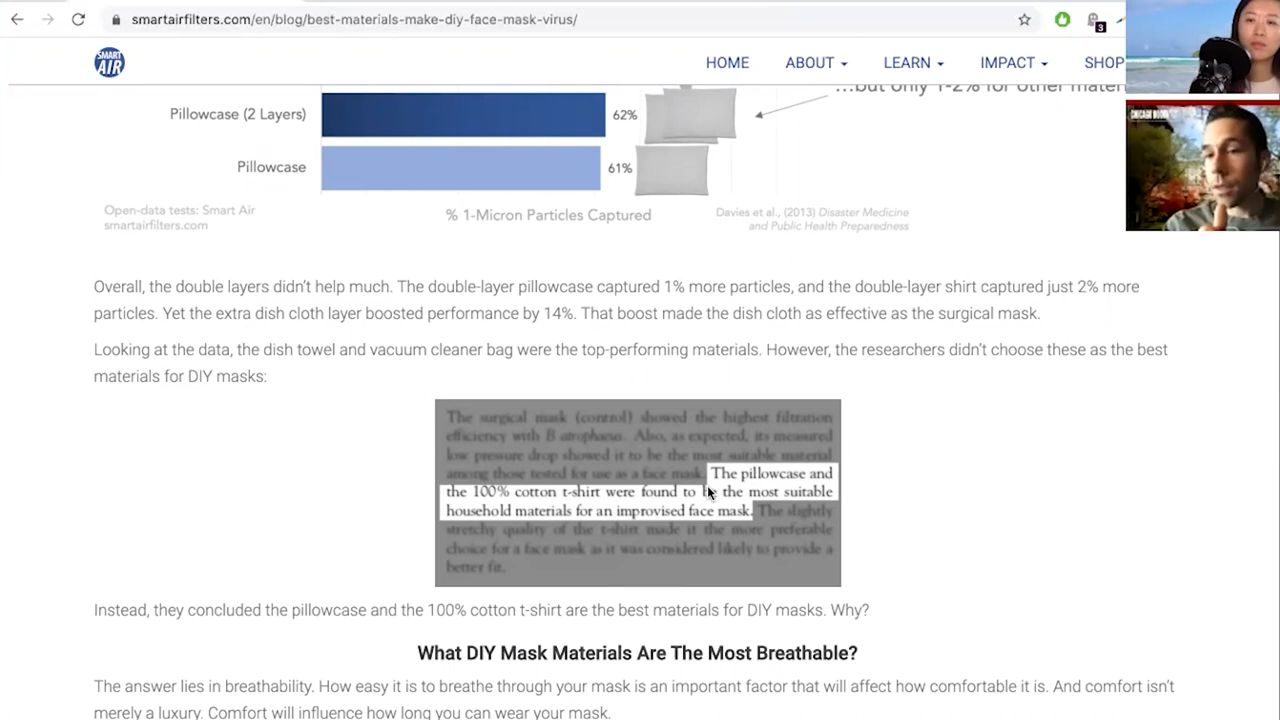 smartairfilters.com/en/blog/best-materials-make-diy-face-mask-virus/
3
SMART
AIR
HOME
ABOUT
LEARN
IMPACT
SHOP
…but only 1-2% for other mater
Pillowcase (2 Layers)
62%
Pillowcase
61%
Open-data tests: Smart Air
smartairfilters.com
% 1-Micron Particles Captured
Davies et al., (2013) Disaster Medicine
and Public Health Preparedness
Overall, the double layers didn't help much. The double-layer pillowcase captured 1% more particles, and the double-layer shirt captured just 2% more
particles. Yet the extra dish cloth layer boosted performance by 14%. That boost made the dish cloth as effective as the surgical mask.
Looking at the data, the dish towel and vacuum cleaner bag were the top-performing materials. However, the researchers didn't choose these as the best
materials for DIY masks:
The surgical mask (control) showed the highest filtration
efficiency with B atrophaeus. Also, as expected, its measured
low pressure drop showed it to be the most suitable material
among those tested for use as a face mask. The pillowcase and
the 100% cotton t-shirt were found to be the most suitable
household materials for an improvised face mask. The slightly
stretchy quality of the t-shirt made it the more preferable
choice for a face mask as it was considered likely to provide a
better fit.
Instead, they concluded the pillowcase and the 100% cotton t-shirt are the best materials for DIY masks. Why?
What DIY Mask Materials Are The Most Breathable?
The answer lies in breathability. How easy it is to breathe through your mask is an important factor that will affect how comfortable it is. And comfort isn't
merely a luxury. Comfort will influence how long you can wear your mask.